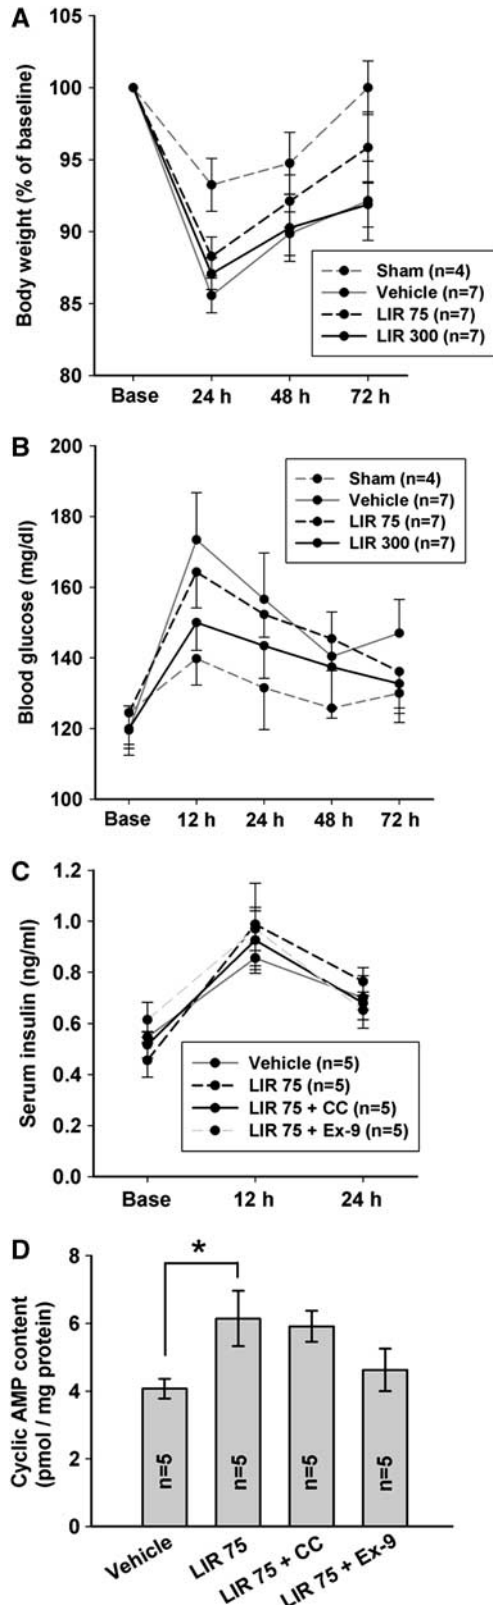 A
Body weight (% of baseline)
100
95
90
85
80
Sham (n=4)
Vehicle (n=7)
LIR 75 (n=7)
LIR 300 (n=7)
Base 24 h 48 h 72 h
B
Blood glucose (mg/dl)
200
180
160
140
120
100
Sham (n=4)
Vehicle (n=7)
LIR 75 (n=7)
LIR 300 (n=7)
Base 12 h 24 h 48 h 72 h
C
Serum insulin (ng/ml)
1.2
1.0
0.8
0.6
0.4
0.2
0.0
Vehicle (n=5)
LIR 75 (n=5)
LIR 75 + CC (n=5)
LIR 75 + Ex-9 (n=5)
Base 12 h 24 h
D
Cyclic AMP content
(pmol / mg protein)
8
6
4
2
0
*
n=5 n=5 n=5 n=5
Vehicle LIR 75 LIR 75 + CC LIR 75 + Ex-9